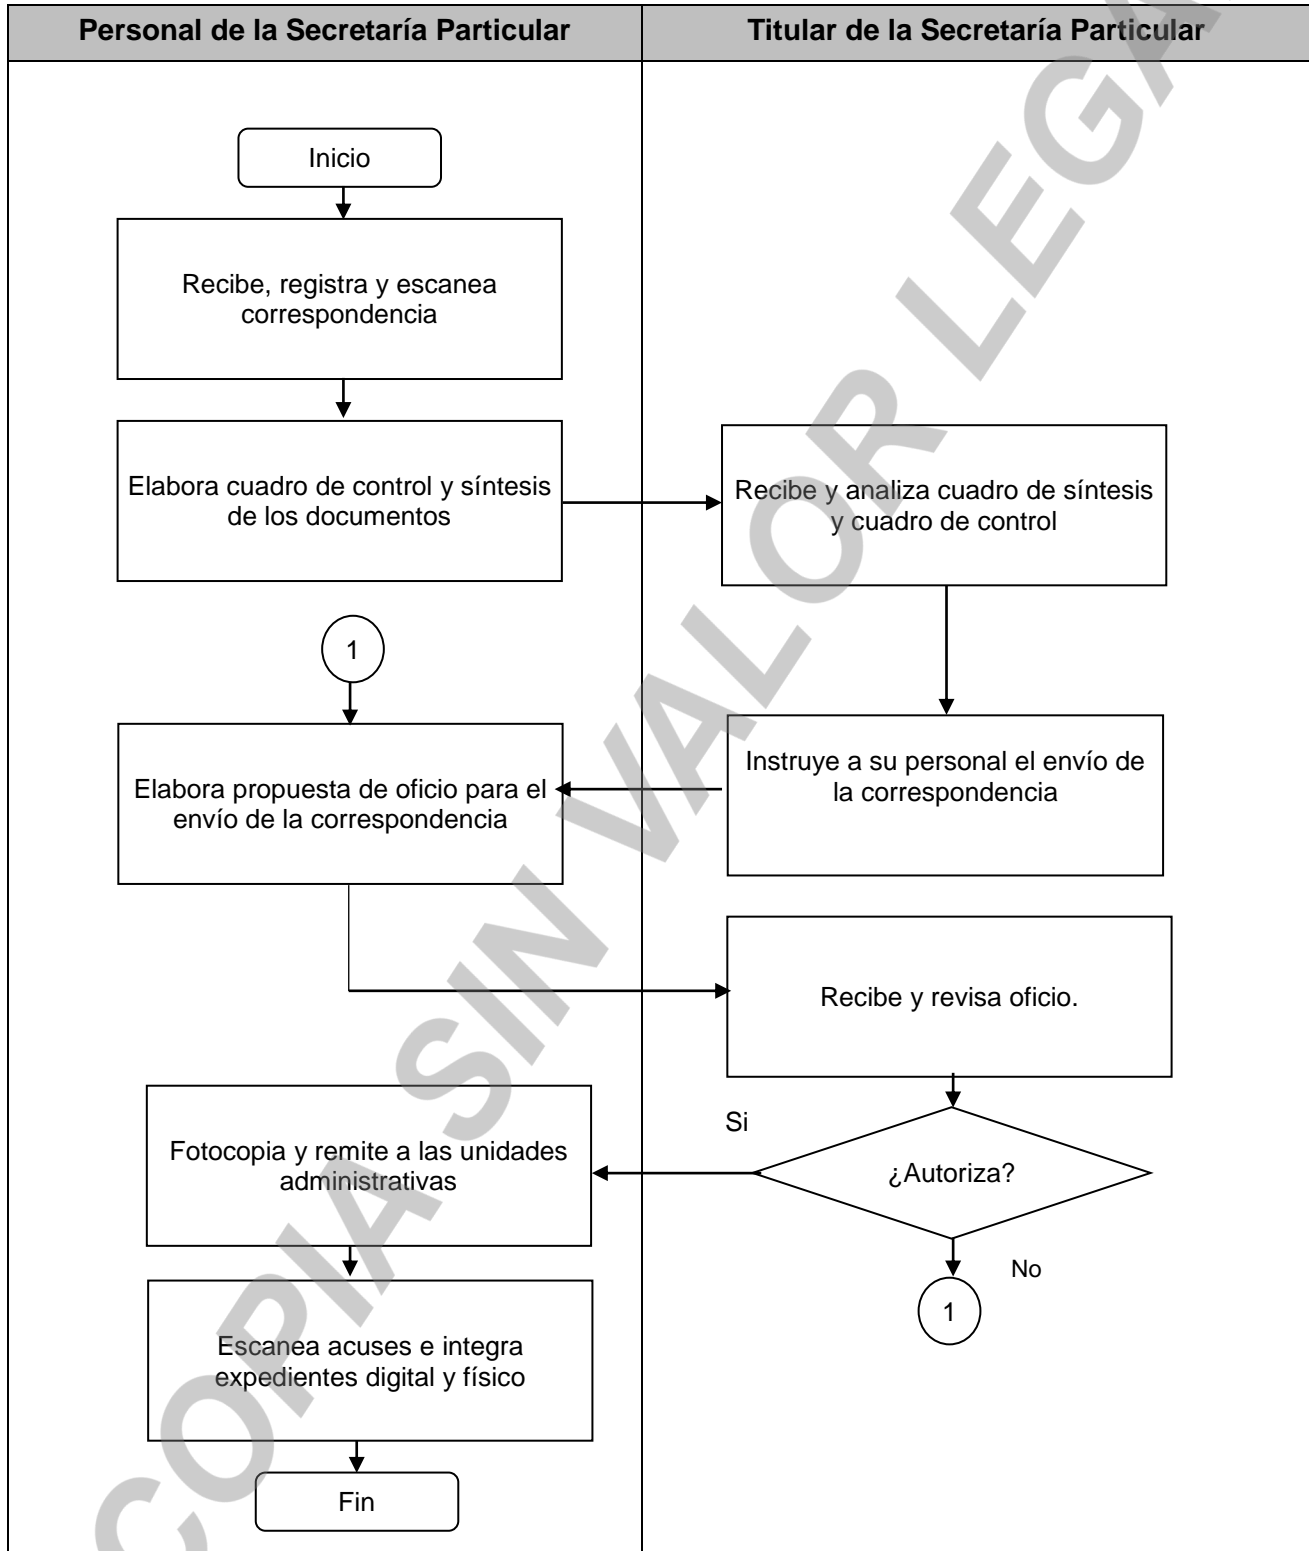 Personal de la Secretaría Particular
Titular de la Secretaría Particular
Inicio
Recibe, registra y escanea
correspondencia
Elabora cuadro de control y síntesis
de los documentos
Recibe y analiza cuadro de síntesis
y cuadro de control
1
Elabora propuesta de oficio para el
envío de la correspondencia
Instruye a su personal el envío de
la correspondencia
Recibe y revisa oficio.
Si
¿Autoriza?
No
1
Fotocopia y remite a las unidades
administrativas
Escanea acuses e integra
expedientes digital y físico
Fin
COPIA SIN VALOR LEGA